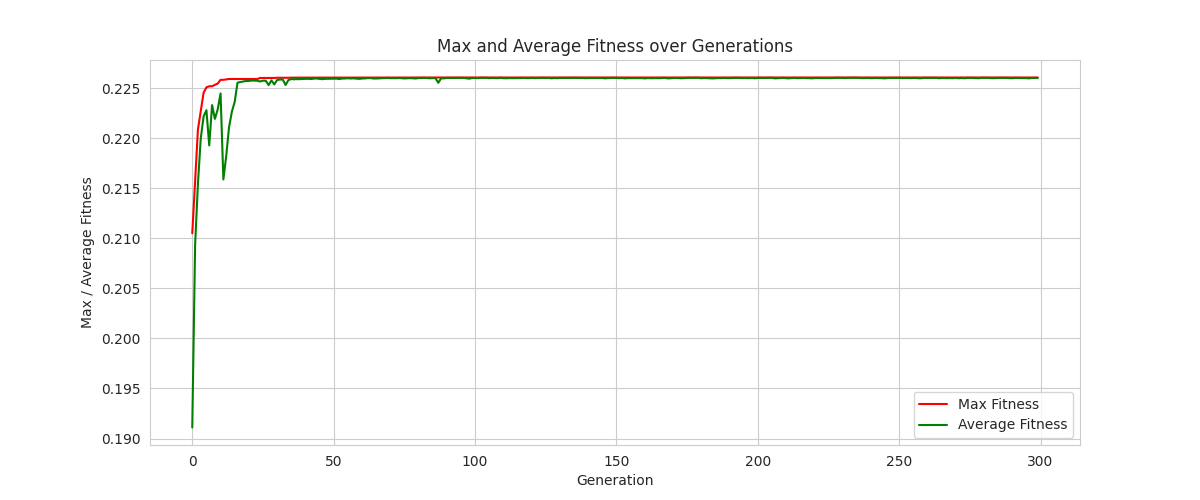 Max and Average Fitness over Generations
Max / Average Fitness
0.225
0.220
0.215
0.210
0.205
0.200
0.195
0.190
Max Fitness
Average Fitness
0 50 100 150 200 250 300
Generation